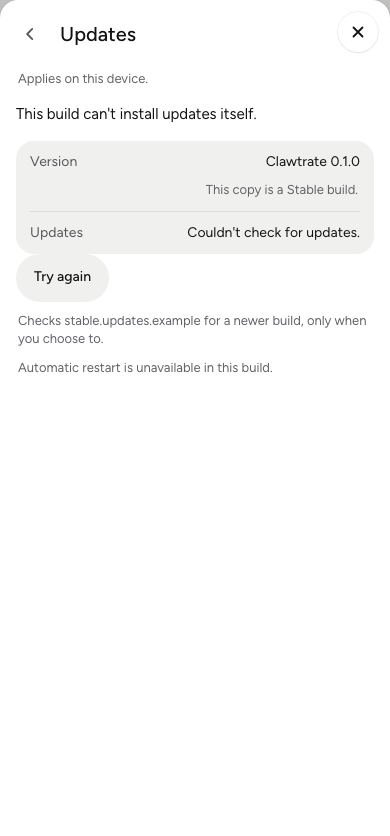 Updates
Applies on this device.
This build can't install updates itself.
Version
Clawtrate 0.1.0
This copy is a Stable build.
Updates
Couldn't check for updates.
Try again
Checks stable.updates.example for a newer build, only when
you choose to.
Automatic restart is unavailable in this build.